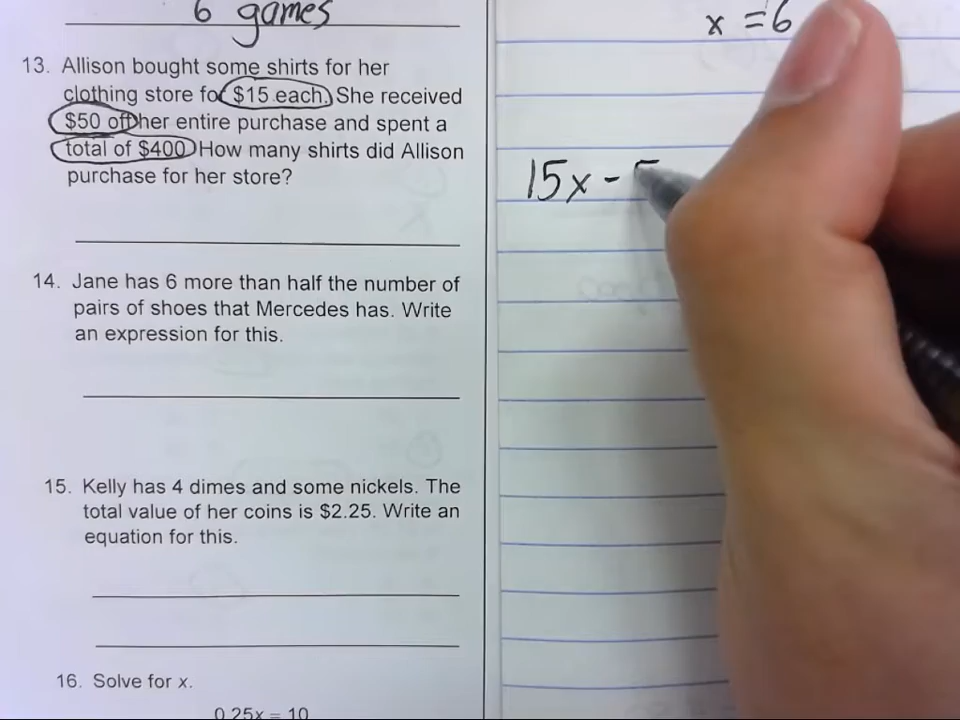 6 games
x = 6
13. Allison bought some shirts for her
clothing store for $15 each. She received
$50 off her entire purchase and spent a
total of $400. How many shirts did Allison
purchase for her store?
15x - 5
14. Jane has 6 more than half the number of
pairs of shoes that Mercedes has. Write
an expression for this.
15. Kelly has 4 dimes and some nickels. The
total value of her coins is $2.25. Write an
equation for this.
16. Solve for x.
0.25x = 10